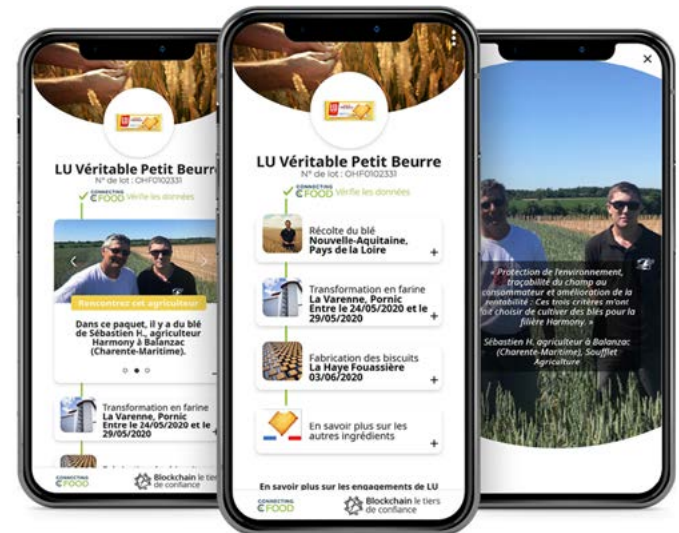 LU Véritable Petit Beurre
N° de lot : OHF0102331
CONNECTING
FOOD Vérifie les données
Rencontrez cet agriculteur
Dans ce paquet, il y a du blé
de Sébastien H., agriculteur
Harmony à Balanzac
(Charente-Maritime).
Transformation en farine
La Varenne, Pornic
Entre le 24/05/2020 et le
29/05/2020
CONNECTING
FOOD
Blockchain le tiers
de confiance
LU Véritable Petit Beurre
N° de lot : OHF0102331
CONNECTING
FOOD Vérifie les données
Récolte du blé
Nouvelle-Aquitaine,
Pays de la Loire
+
Transformation en farine
La Varenne, Pornic
Entre le 24/05/2020 et le
29/05/2020
+
Fabrication des biscuits
La Haye Fouassière
03/06/2020
+
En savoir plus sur les
autres ingrédients
+
En savoir plus sur les engagements de LU
CONNECTING
FOOD
Blockchain le tiers
de confiance
« Protection de l'environnement,
traçabilité du champ au
consommateur et amélioration de la
rentabilité : Ces trois critères m'ont
fait choisir de cultiver des blés pour la
filière Harmony. »
Sébastien H. agriculteur à Balanzac
(Charente-Maritime), Soufflet
Agriculture